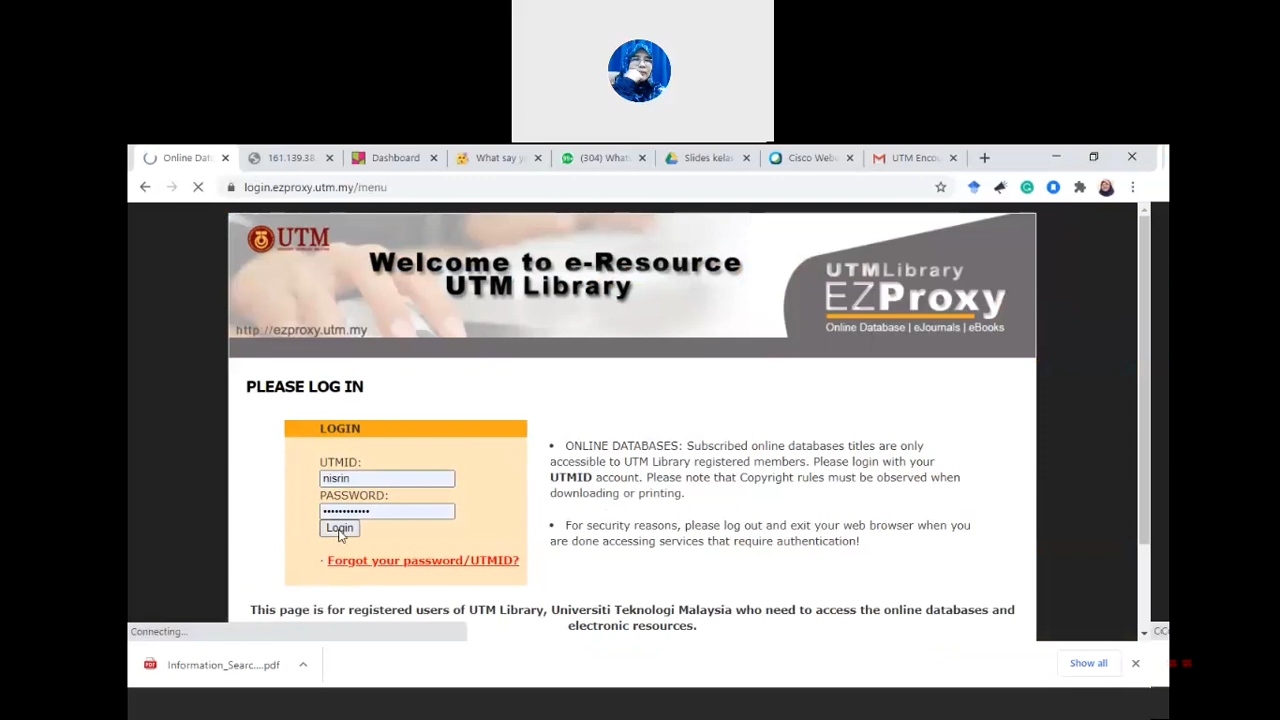 Online Dat
161.139.38.
Dashboard
What say y
(304) Whats
Slides kelas
Cisco Webe
UTM Enco
login.ezproxy.utm.my/menu
UTM
Welcome to e-Resource
UTM Library
http://ezproxy.utm.my
UTMLibrary
EZProxy
Online Database | eJournals | eBooks
PLEASE LOG IN
LOGIN
UTMID:
nisrin
PASSWORD:
••••••••••••
Login
· Forgot your password/UTMID?
• ONLINE DATABASES: Subscribed online databases titles are only
accessible to UTM Library registered members. Please login with your
UTMID account. Please note that Copyright rules must be observed when
downloading or printing.
• For security reasons, please log out and exit your web browser when you
are done accessing services that require authentication!
This page is for registered users of UTM Library, Universiti Teknologi Malaysia who need to access the online databases and
electronic resources.
Connecting...
Information_Searc....pdf
Show all